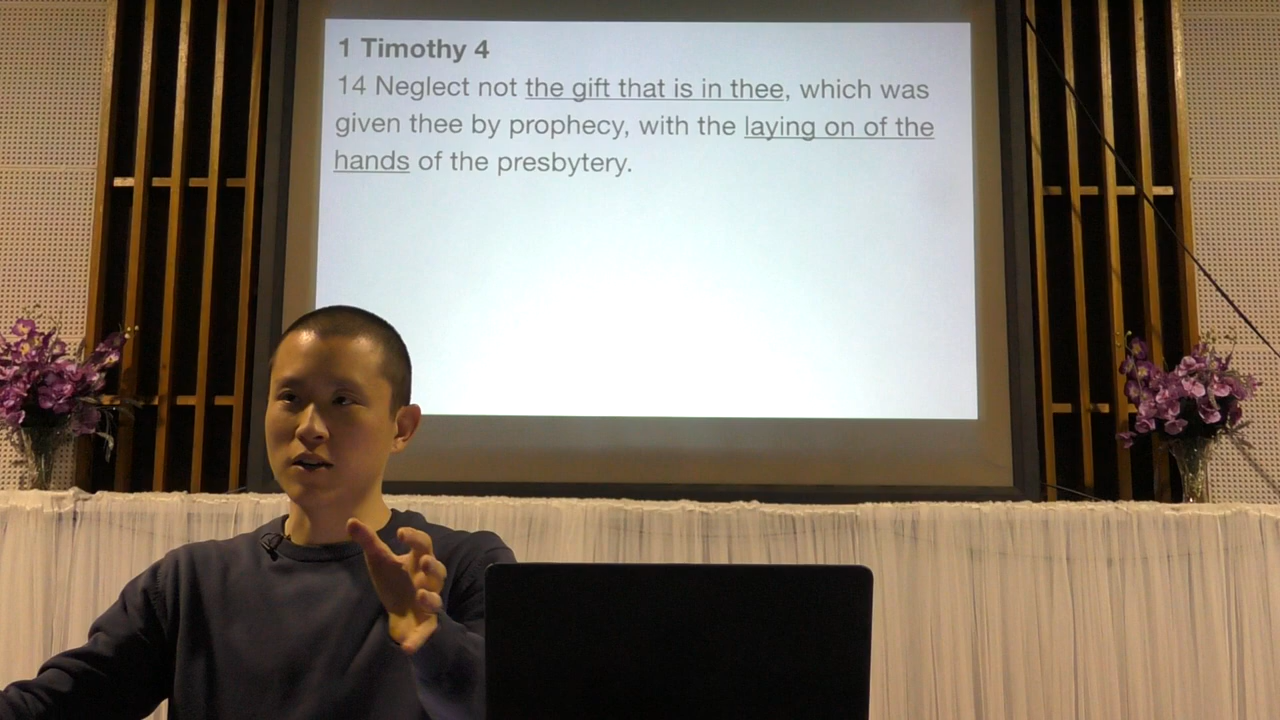 1 Timothy 4
14 Neglect not the gift that is in thee, which was
given thee by prophecy, with the laying on of the
hands of the presbytery.